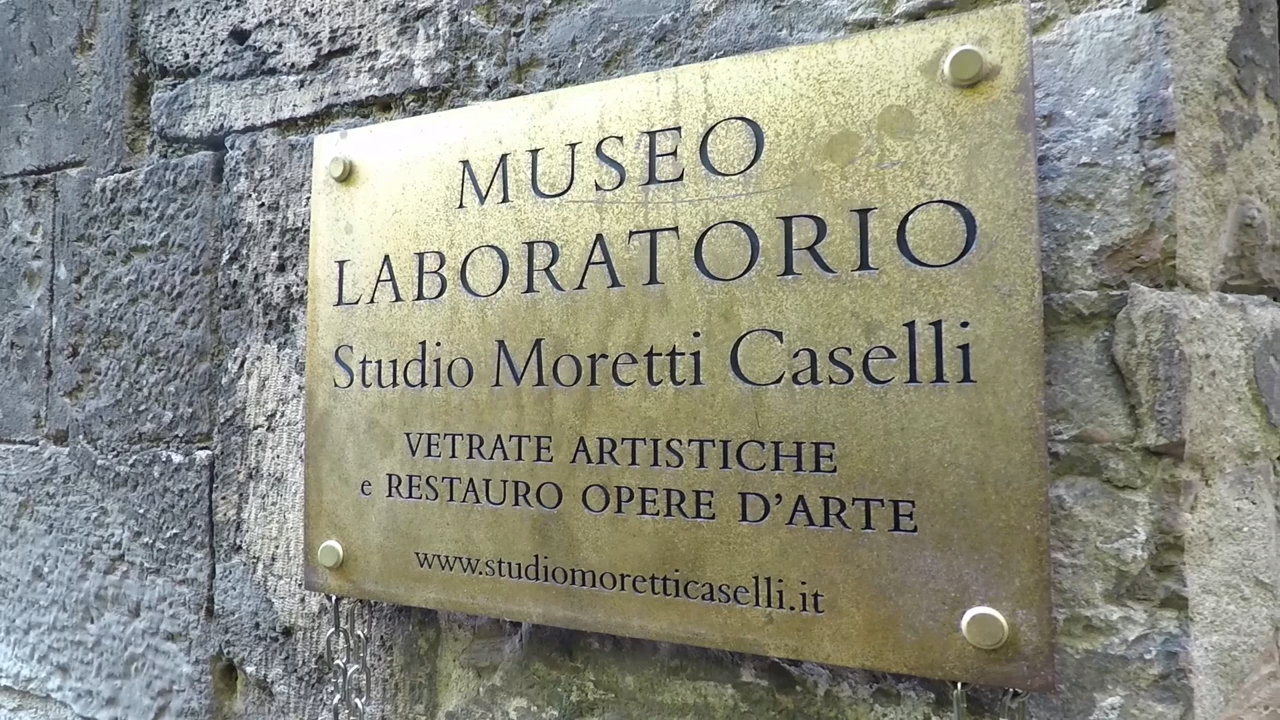 MUSEO
LABORATORIO
Studio Moretti Caselli
VETRATE ARTISTICHE
e RESTAURO OPERE D'ARTE
www.studiomoretticaselli.it